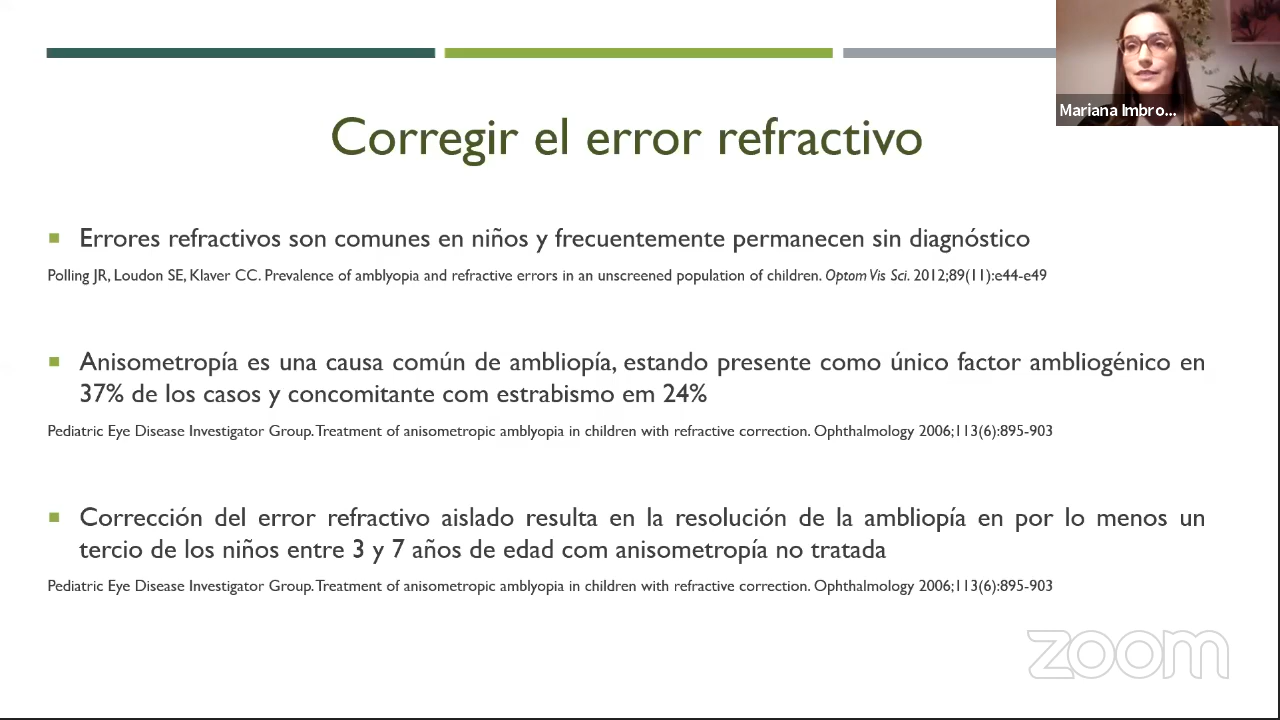 Mariana Imbro...
Corregir el error refractivo
Errores refractivos son comunes en niños y frecuentemente permanecen sin diagnóstico
Polling JR, Loudon SE, Klaver CC. Prevalence of amblyopia and refractive errors in an unscreened population of children. Optom Vis Sci. 2012;89(11):e44-e49
Anisometropía es una causa común de ambliopía, estando presente como único factor ambliogénico en
37% de los casos y concomitante com estrabismo em 24%
Pediatric Eye Disease Investigator Group. Treatment of anisometropic amblyopia in children with refractive correction. Ophthalmology 2006;113(6):895-903
Corrección del error refractivo aislado resulta en la resolución de la ambliopía en por lo menos un
tercio de los niños entre 3 y 7 años de edad com anisometropía no tratada
Pediatric Eye Disease Investigator Group. Treatment of anisometropic amblyopia in children with refractive correction. Ophthalmology 2006;113(6):895-903
zoom